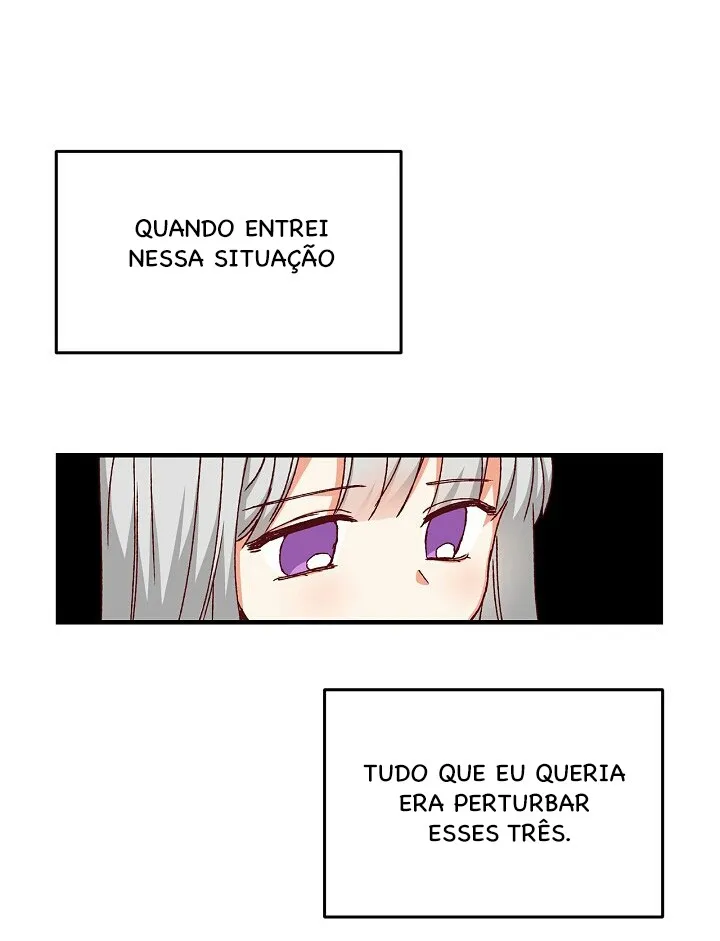 QUANDO ENTREI
NESSA SITUAÇÃO
TUDO QUE EU QUERIA
ERA PERTURBAR
ESSES TRÊS.